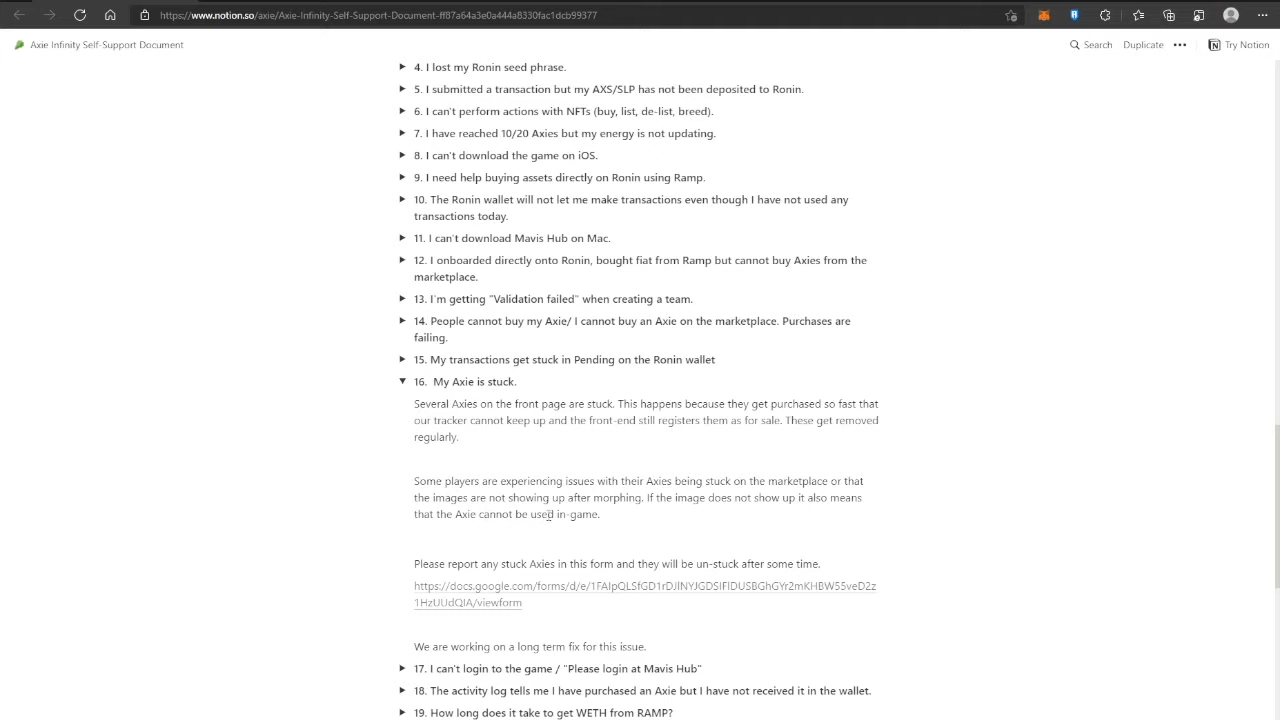 https://www.notion.so/axie/Axie-Infinity-Self-Support-Document-ff87a64a3e0a444a8330fac1dcb99377
Axie Infinity Self-Support Document
Search Duplicate ••• Try Notion
4. I lost my Ronin seed phrase.
5. I submitted a transaction but my AXS/SLP has not been deposited to Ronin.
6. I can't perform actions with NFTs (buy, list, de-list, breed).
7. I have reached 10/20 Axies but my energy is not updating.
8. I can't download the game on iOS.
9. I need help buying assets directly on Ronin using Ramp.
10. The Ronin wallet will not let me make transactions even though I have not used any
transactions today.
11. I can't download Mavis Hub on Mac.
12. I onboarded directly onto Ronin, bought fiat from Ramp but cannot buy Axies from the
marketplace.
13. I'm getting "Validation failed" when creating a team.
14. People cannot buy my Axie/ I cannot buy an Axie on the marketplace. Purchases are
failing.
15. My transactions get stuck in Pending on the Ronin wallet
16. My Axie is stuck.
Several Axies on the front page are stuck. This happens because they get purchased so fast that
our tracker cannot keep up and the front-end still registers them as for sale. These get removed
regularly.
Some players are experiencing issues with their Axies being stuck on the marketplace or that
the images are not showing up after morphing. If the image does not show up it also means
that the Axie cannot be used in-game.
Please report any stuck Axies in this form and they will be un-stuck after some time.
https://docs.google.com/forms/d/e/1FAIpQLSfGD1rDJlNYJGDSiFlDUSBGhGYr2mKHBW55veD2z
1HzUUdQIA/viewform
We are working on a long term fix for this issue.
17. I can't login to the game / "Please login at Mavis Hub"
18. The activity log tells me I have purchased an Axie but I have not received it in the wallet.
19. How long does it take to get WETH from RAMP?